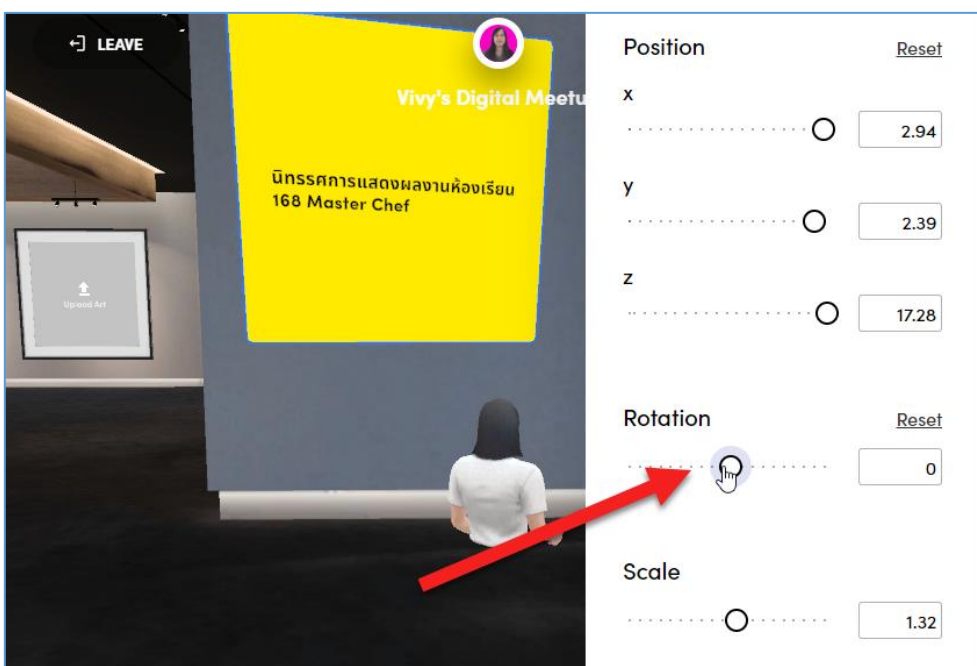 LEAVE
Vivy's Digital Meetu
นิทรรศการแสดงผลงานห้องเรียน
168 Master Chef
Upload Art
Position Reset
x
2.94
y
2.39
z
17.28
Rotation Reset
0
Scale
1.32